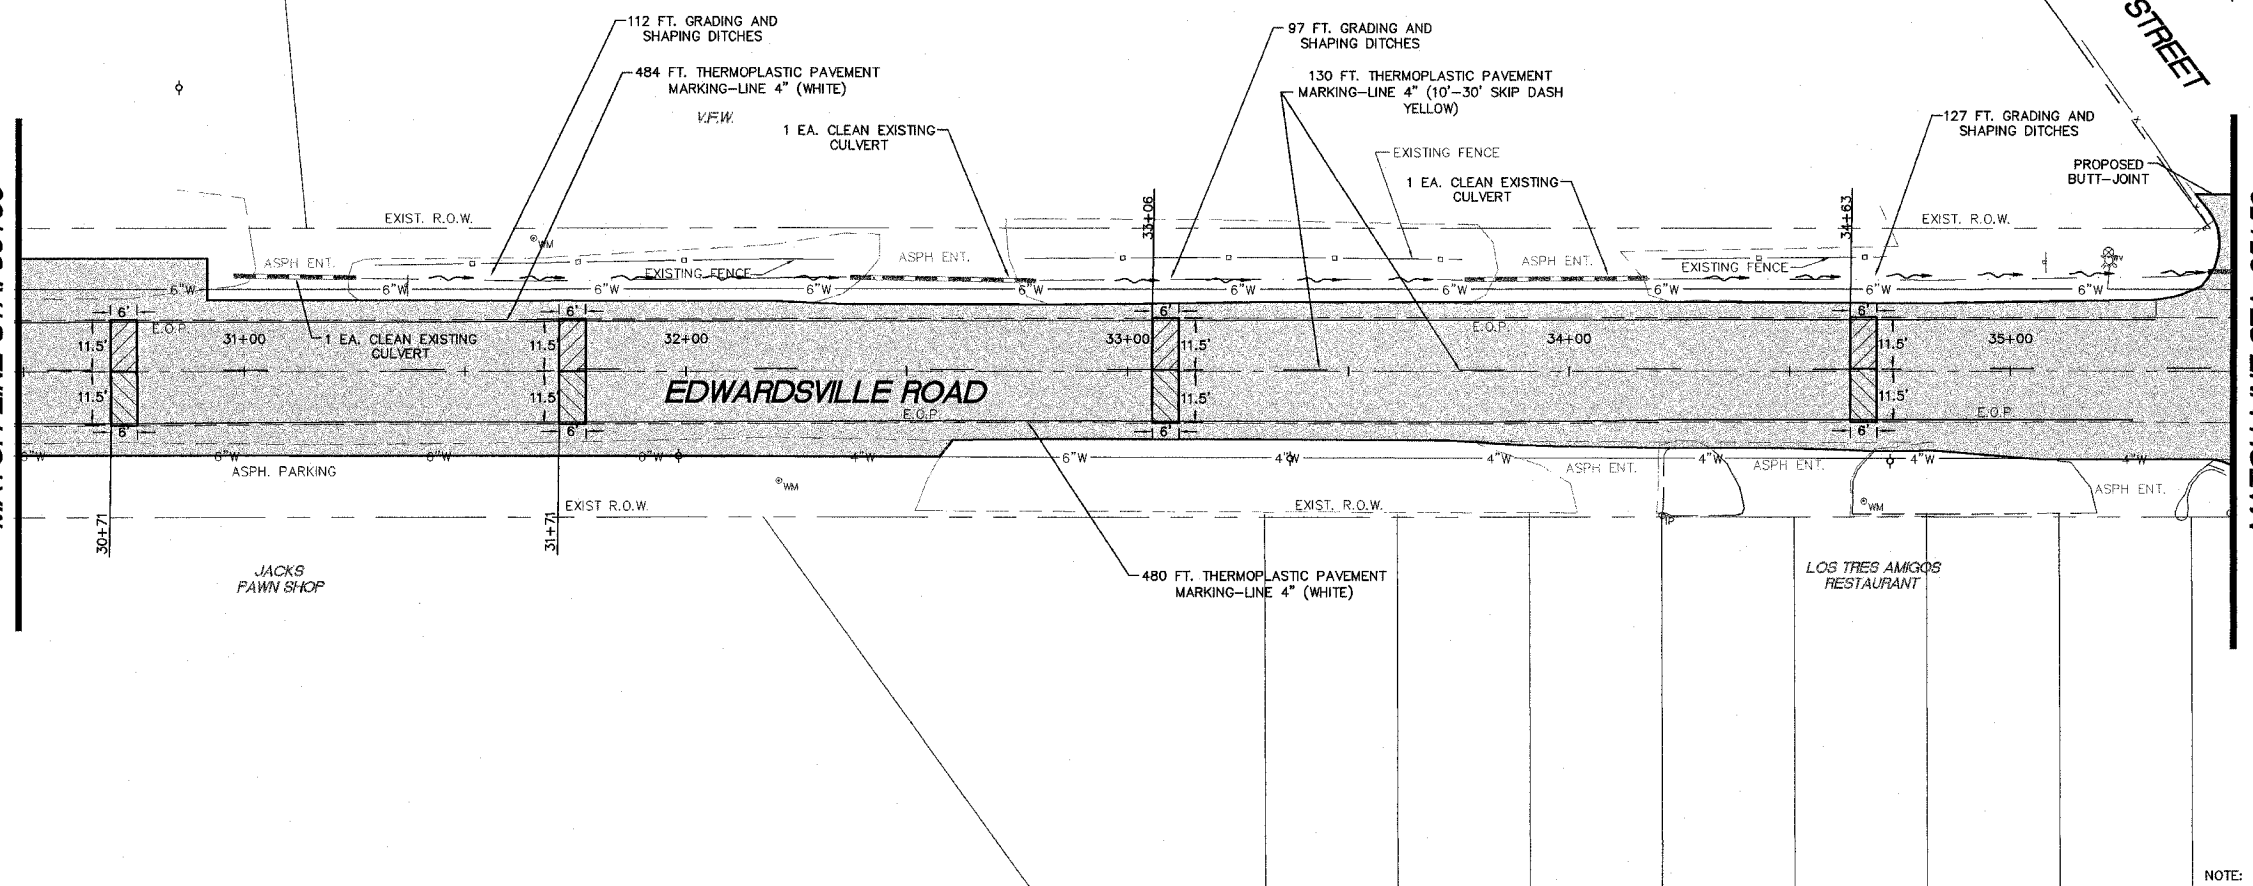 112 FT. GRADING AND
SHAPING DITCHES
484 FT. THERMOPLASTIC PAVEMENT
MARKING-LINE 4" (WHITE)
V.F.W.
1 EA. CLEAN EXISTING
CULVERT
97 FT. GRADING AND
SHAPING DITCHES
130 FT. THERMOPLASTIC PAVEMENT
MARKING-LINE 4" (10'-30' SKIP DASH
YELLOW)
EXISTING FENCE
1 EA. CLEAN EXISTING
CULVERT
127 FT. GRADING AND
SHAPING DITCHES
STREET
PROPOSED
BUTT-JOINT
EXIST. R.O.W.
33+06
34+63
EXIST. R.O.W.
WM
ASPH ENT.
EXISTING FENCE
ASPH ENT.
ASPH ENT.
EXISTING FENCE
6"W
6"W
6"W
6"W
6"W
6"W
6"W
6"W
6"W
6"W
6'
6'
6'
6'
E.O.P.
31+00
1 EA. CLEAN EXISTING
CULVERT
32+00
33+00
E.O.P.
34+00
35+00
11.5'
11.5'
11.5'
11.5'
EDWARDSVILLE ROAD
11.5'
11.5'
11.5'
11.5'
E.O.P.
E.O.P.
6'
6'
6'
6'
6"W
6"W
6"W
6"W
4"W
6"W
4"W
4"W
4"W
4"W
4"W
ASPH. PARKING
ASPH ENT.
ASPH ENT.
ASPH ENT.
WM
WM
IP
30+71
31+71
EXIST R.O.W.
EXIST. R.O.W.
JACKS
PAWN SHOP
480 FT. THERMOPLASTIC PAVEMENT
MARKING-LINE 4" (WHITE)
LOS TRES AMIGOS
RESTAURANT
NOTE: